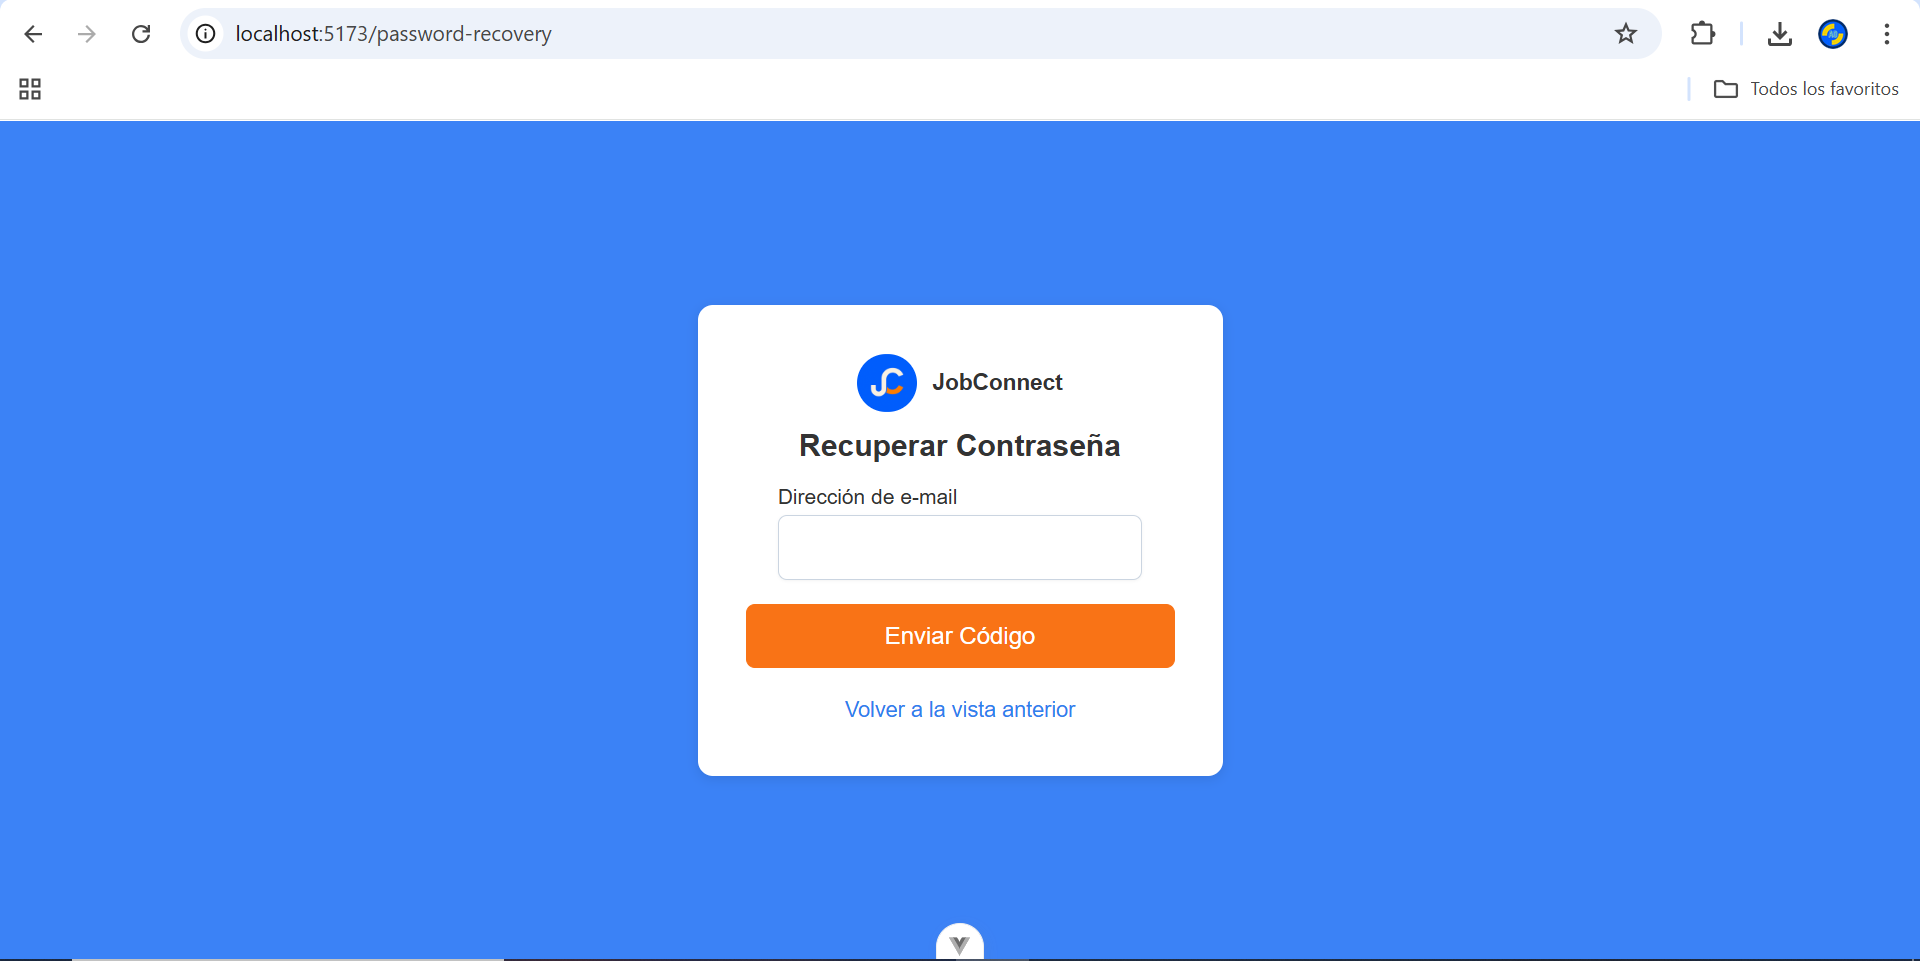 localhost:5173/password-recovery
Todos los favoritos
JC JobConnect
Recuperar Contraseña
Dirección de e-mail
Enviar Código
Volver a la vista anterior